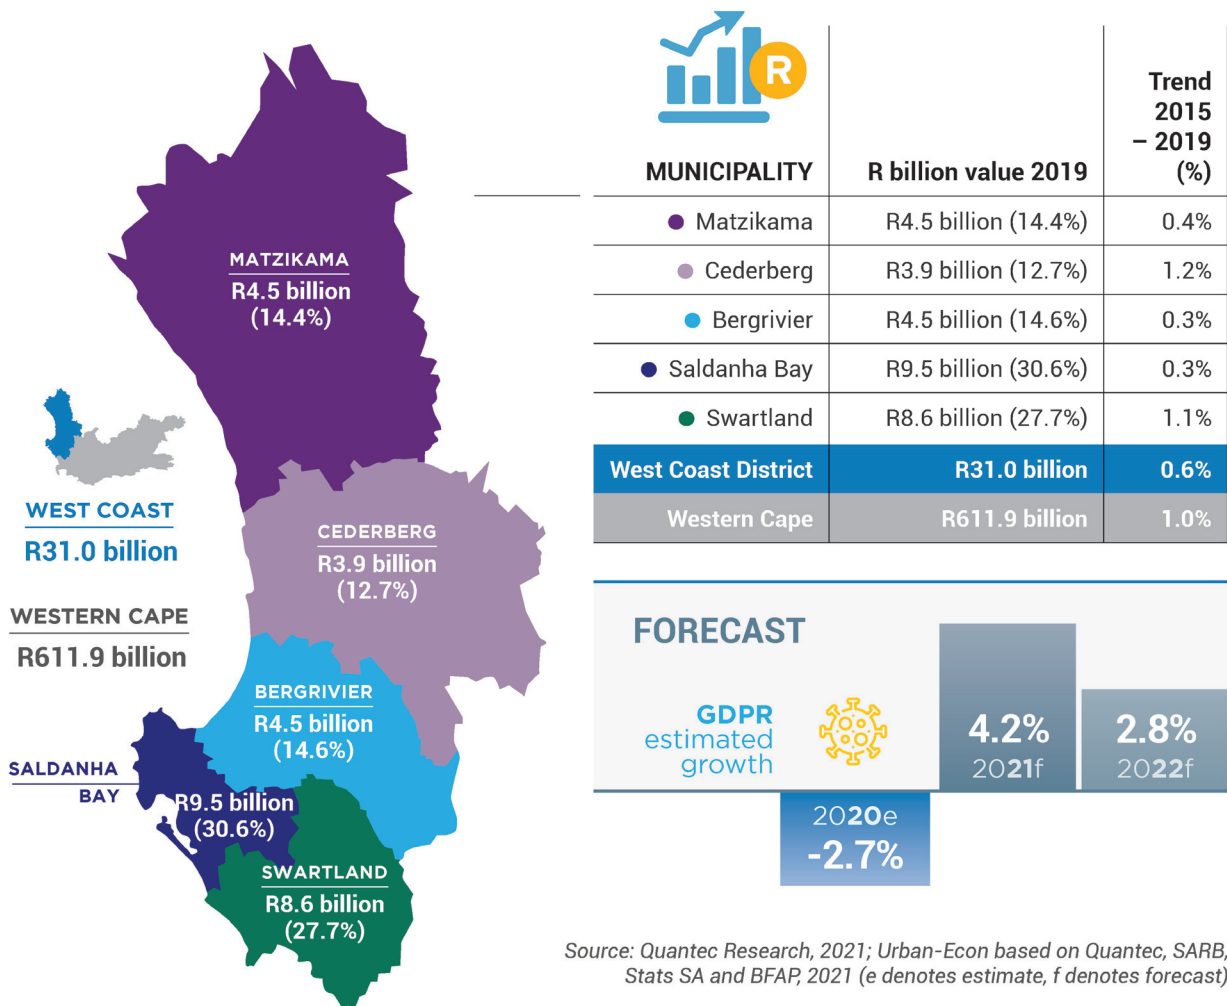 MATZIKAMA
R4.5 billion
(14.4%)
CEDERBERG
R3.9 billion
(12.7%)
BERGRIVIER
R4.5 billion
(14.6%)
SALDANHA
BAY
R9.5 billion
(30.6%)
SWARTLAND
R8.6 billion
(27.7%)
WEST COAST
R31.0 billion
WESTERN CAPE
R611.9 billion
R
MUNICIPALITY R billion value 2019 Trend
2015
– 2019
(%)
Matzikama R4.5 billion (14.4%) 0.4%
Cederberg R3.9 billion (12.7%) 1.2%
Bergrivier R4.5 billion (14.6%) 0.3%
Saldanha Bay R9.5 billion (30.6%) 0.3%
Swartland R8.6 billion (27.7%) 1.1%
West Coast District R31.0 billion 0.6%
Western Cape R611.9 billion 1.0%
FORECAST
GDPR
estimated
growth
2020e
-2.7%
4.2%
2021f
2.8%
2022f
Source: Quantec Research, 2021; Urban-Econ based on Quantec, SARB,
Stats SA and BFAP, 2021 (e denotes estimate, f denotes forecast)